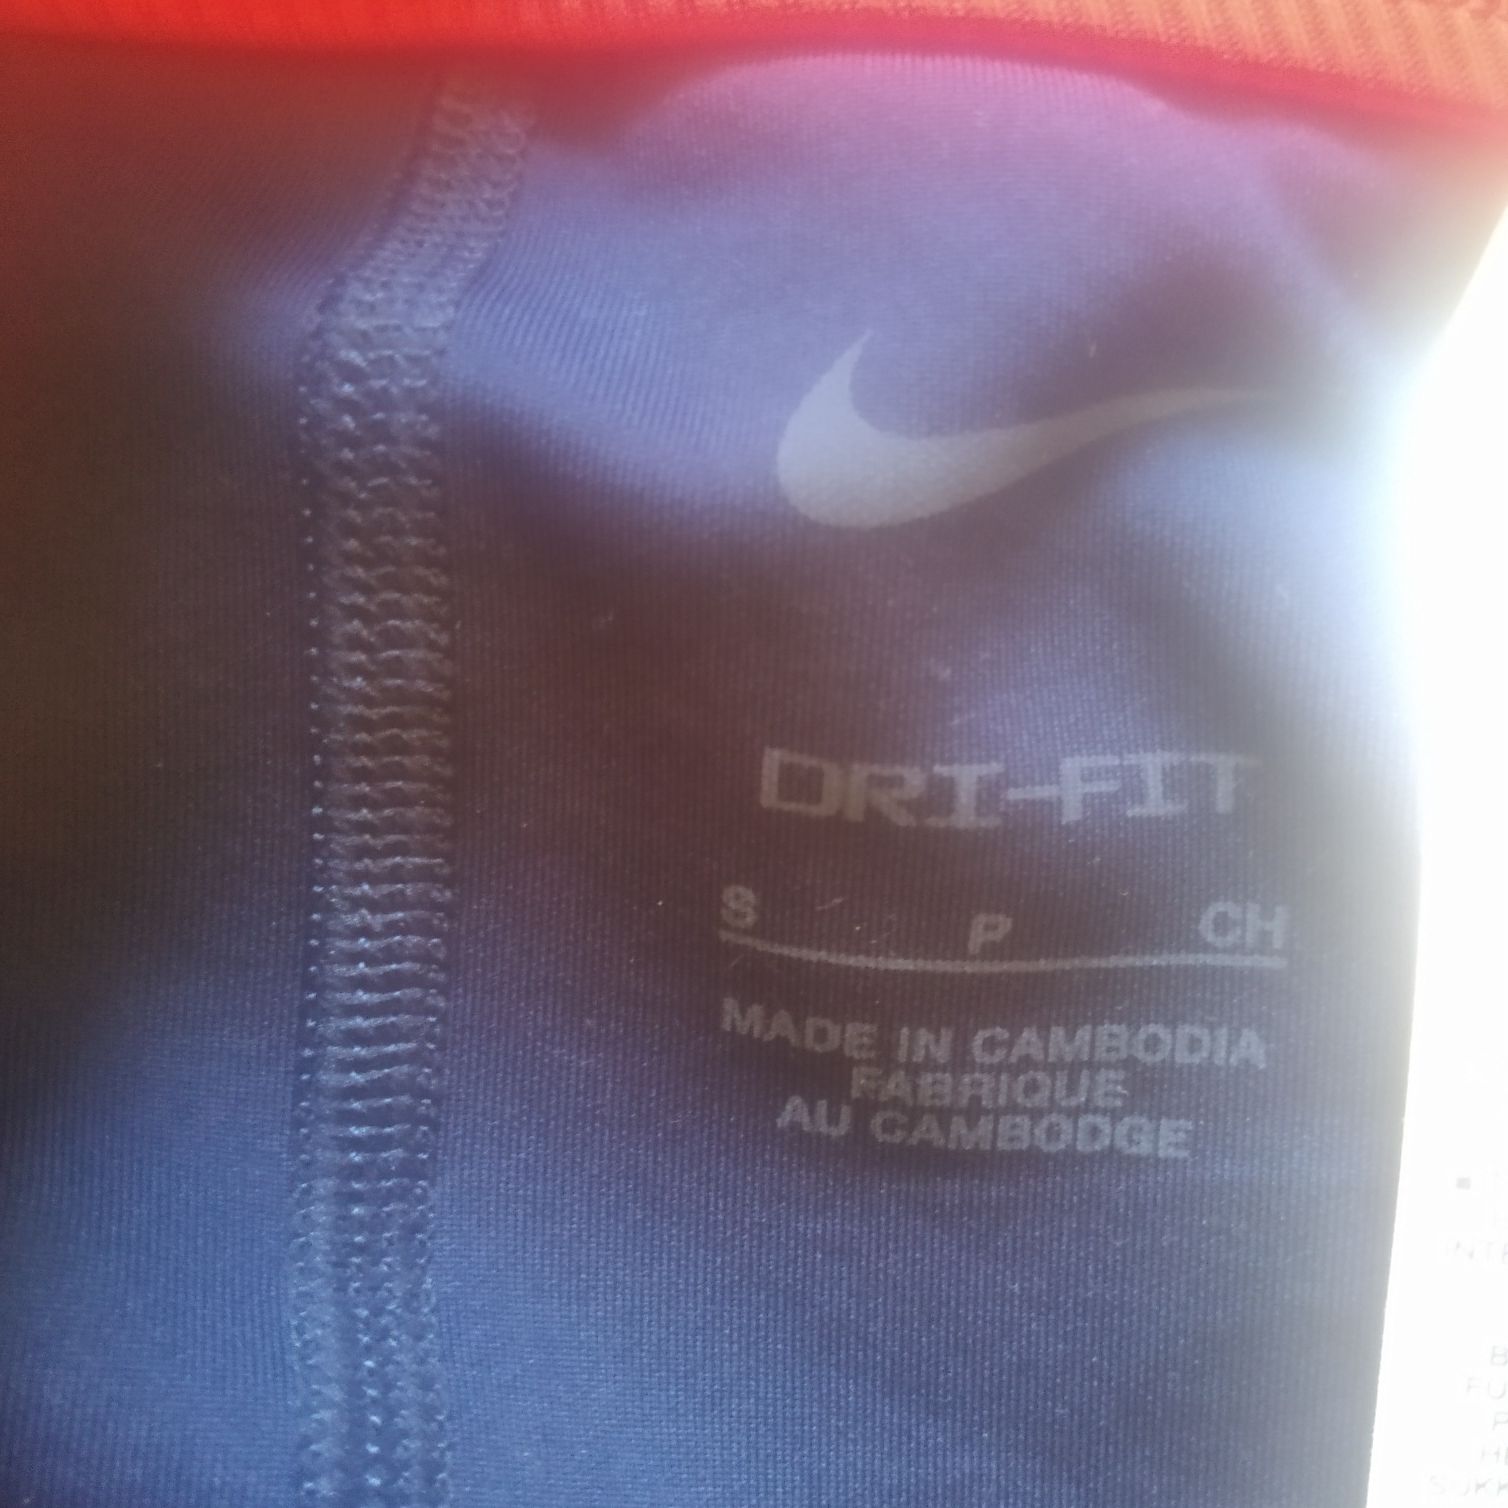 DRI-FIT
S P CH
MADE IN CAMBODIA
FABRIQUE
AU CAMBODGE